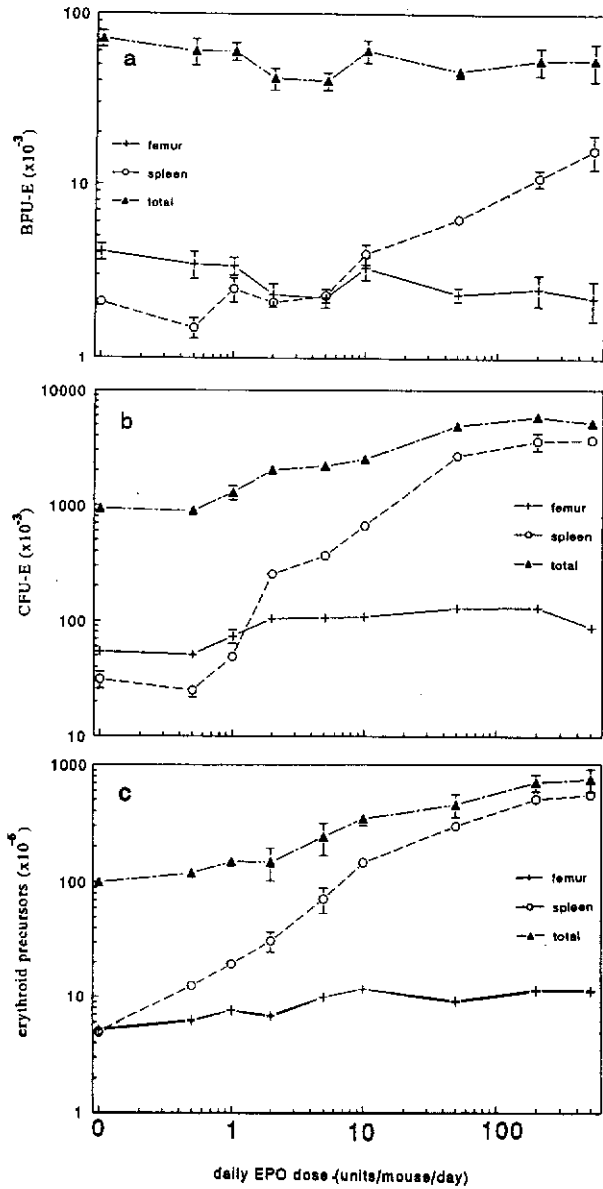 100
a
femur
spleen
total
10
1
BPU-E (x10-3)
10000
b
1000
femur
spleen
total
100
10
CFU-E (x10-3)
1000
c
100
femur
spleen
total
10
1
erythroid precursors (x10-6)
0 1 10 100
daily EPO dose (units/mouse/day)